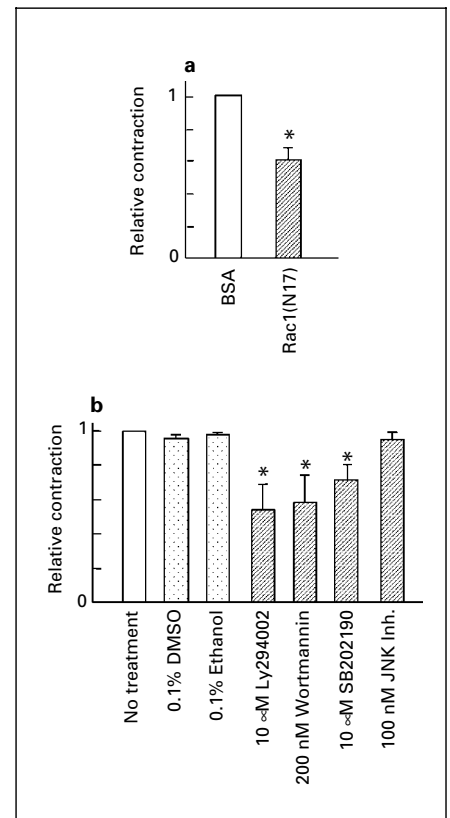 a
Relative contraction
1
0
*
BSA
Rac1(N17)
b
Relative contraction
1
0
*
*
*
No treatment
0.1% DMSO
0.1% Ethanol
10 ∝M Ly294002
200 nM Wortmannin
10 ∝M SB202190
100 nM JNK Inh.